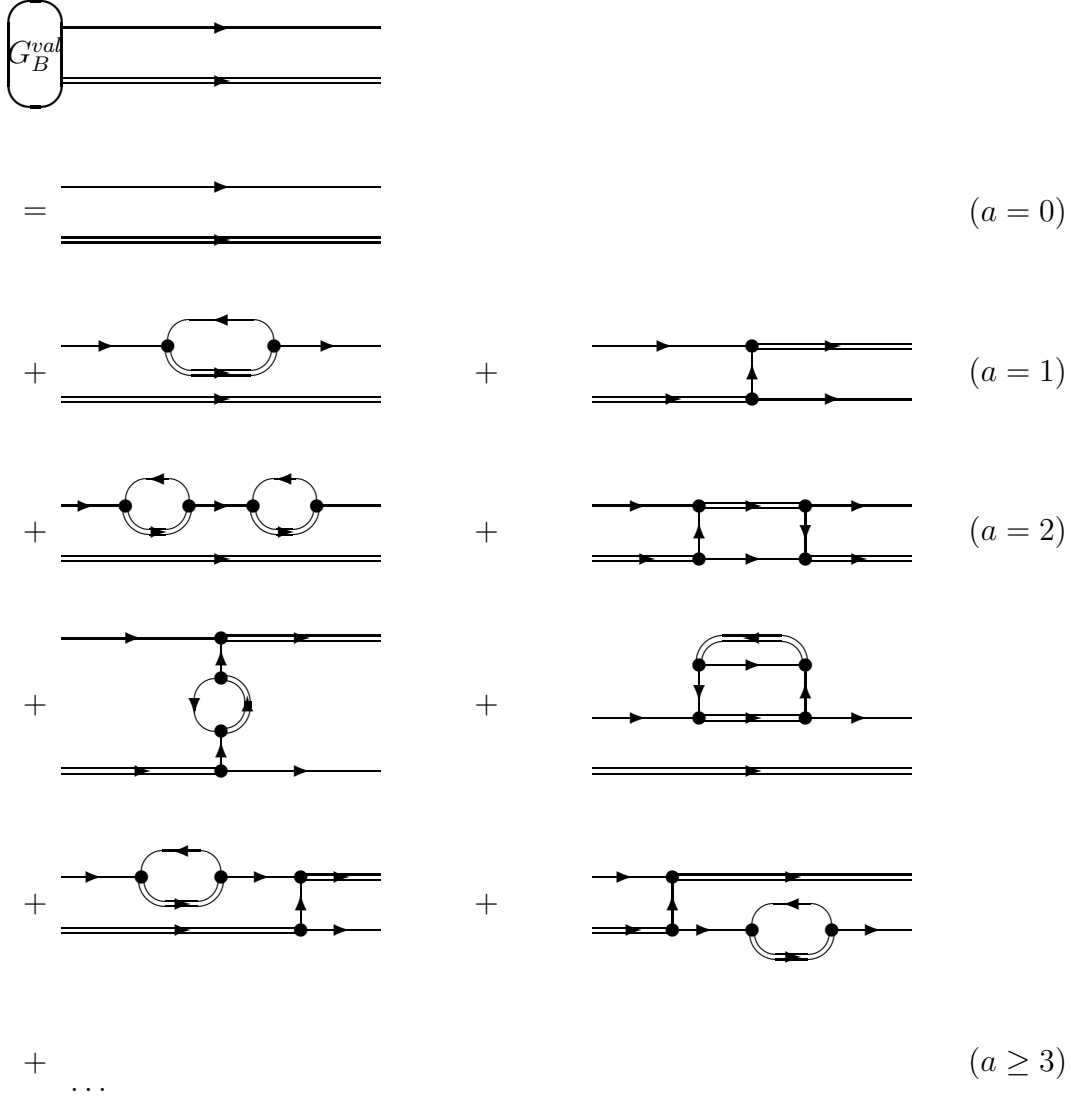 G_B^{val}
= (a = 0)
+ + (a = 1)
+ + (a = 2)
+ +
+ +
+ ... (a ≥ 3)